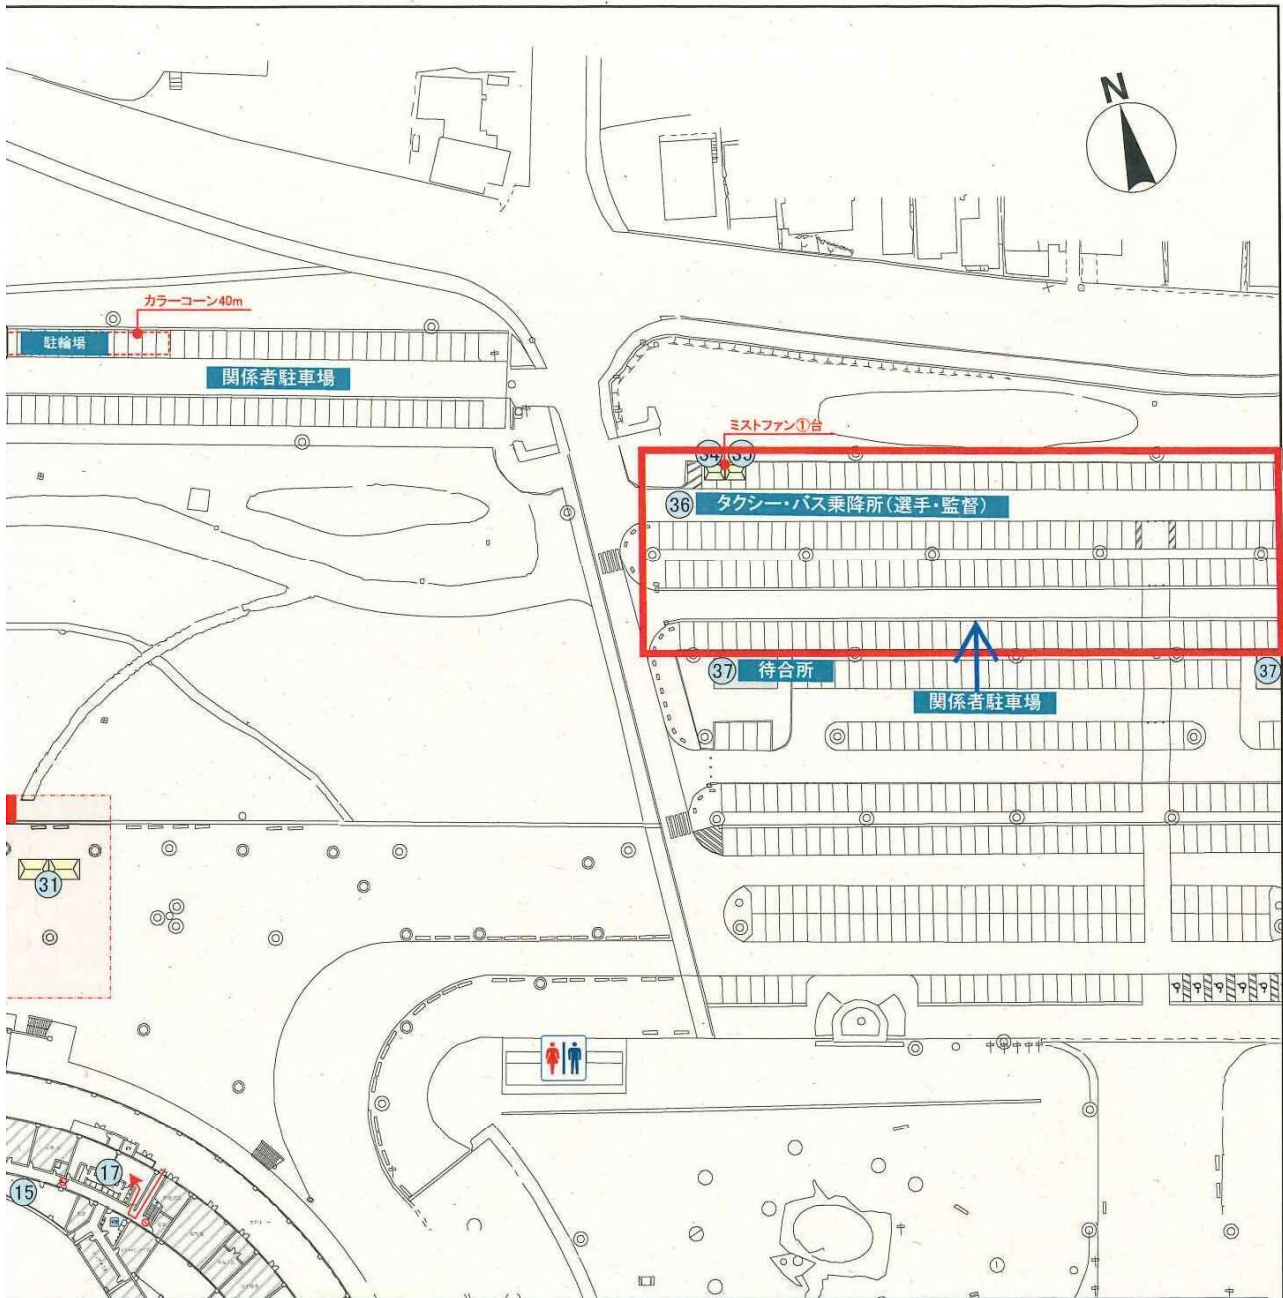 N
カラーコーン40m
駐輪場
関係者駐車場
ミストファン①台
34 35
36 タクシー・バス乗降所(選手・監督)
37 待合所
37
関係者駐車場
31
17
15